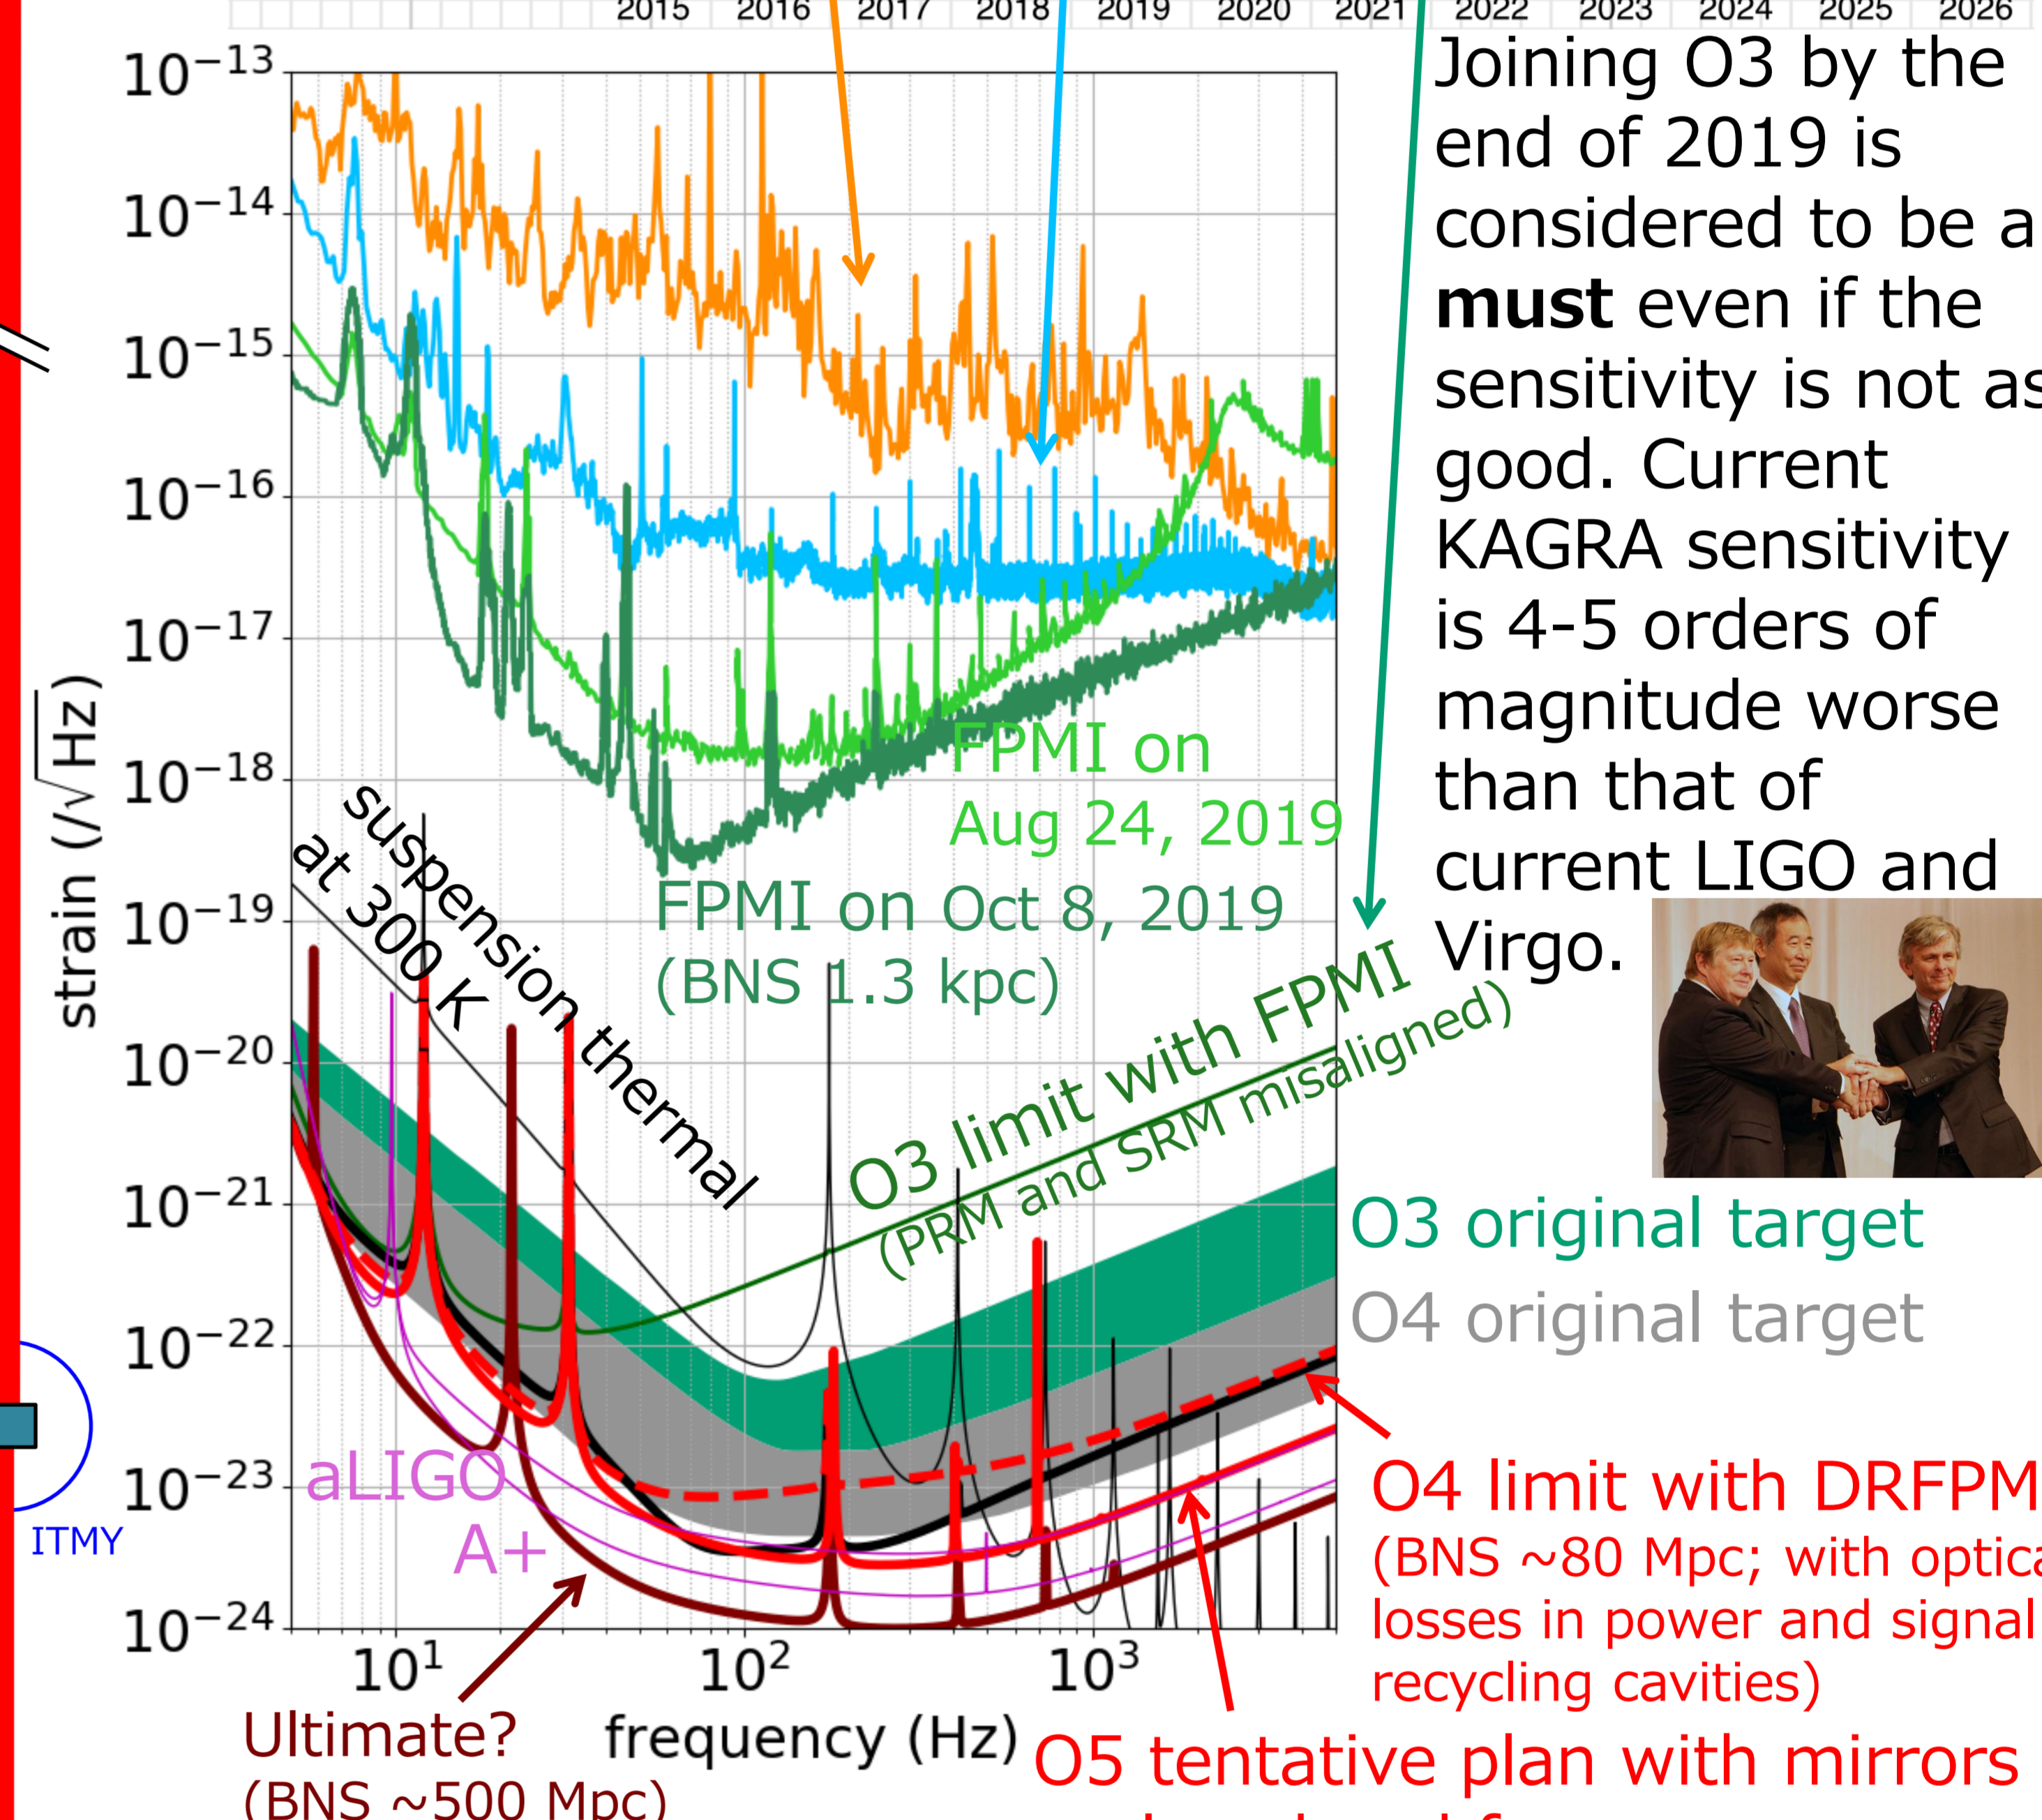 2015 2016 2017 2018 2019 2020 2021 2022 2023 2024 2025 2026
Joining O3 by the
end of 2019 is
considered to be a
must even if the
sensitivity is not as
good. Current
KAGRA sensitivity
is 4-5 orders of
magnitude worse
than that of
current LIGO and
Virgo.
10⁻¹³
10⁻¹⁴
10⁻¹⁵
10⁻¹⁶
10⁻¹⁷
10⁻¹⁸
10⁻¹⁹
10⁻²⁰
10⁻²¹
10⁻²²
10⁻²³
10⁻²⁴
strain (/√Hz)
FPMI on
Aug 24, 2019
FPMI on Oct 8, 2019
(BNS 1.3 kpc)
suspension thermal
at 300 K
O3 limit with FPMI
(PRM and SRM misaligned)
O3 original target
O4 original target
aLIGO
A+
ITMY
O4 limit with DRFPM
(BNS ~80 Mpc; with optica
losses in power and signal
recycling cavities)
10¹ 10² 10³
frequency (Hz)
Ultimate?
(BNS ~500 Mpc)
O5 tentative plan with mirrors